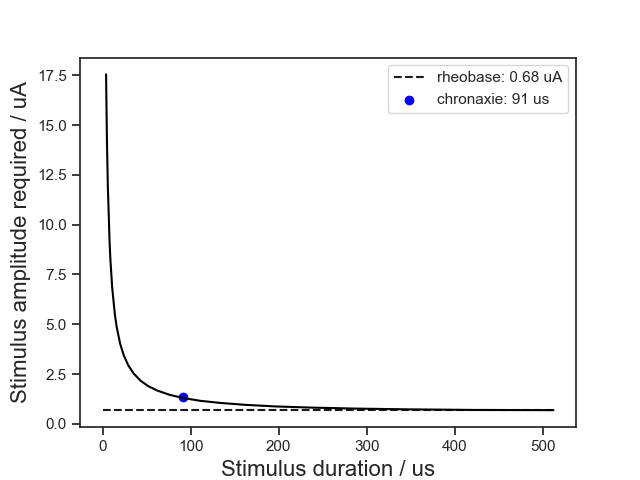 rheobase: 0.68 uA
chronaxie: 91 us
17.5
15.0
12.5
10.0
7.5
5.0
2.5
0.0
Stimulus amplitude required / uA
0 100 200 300 400 500
Stimulus duration / us